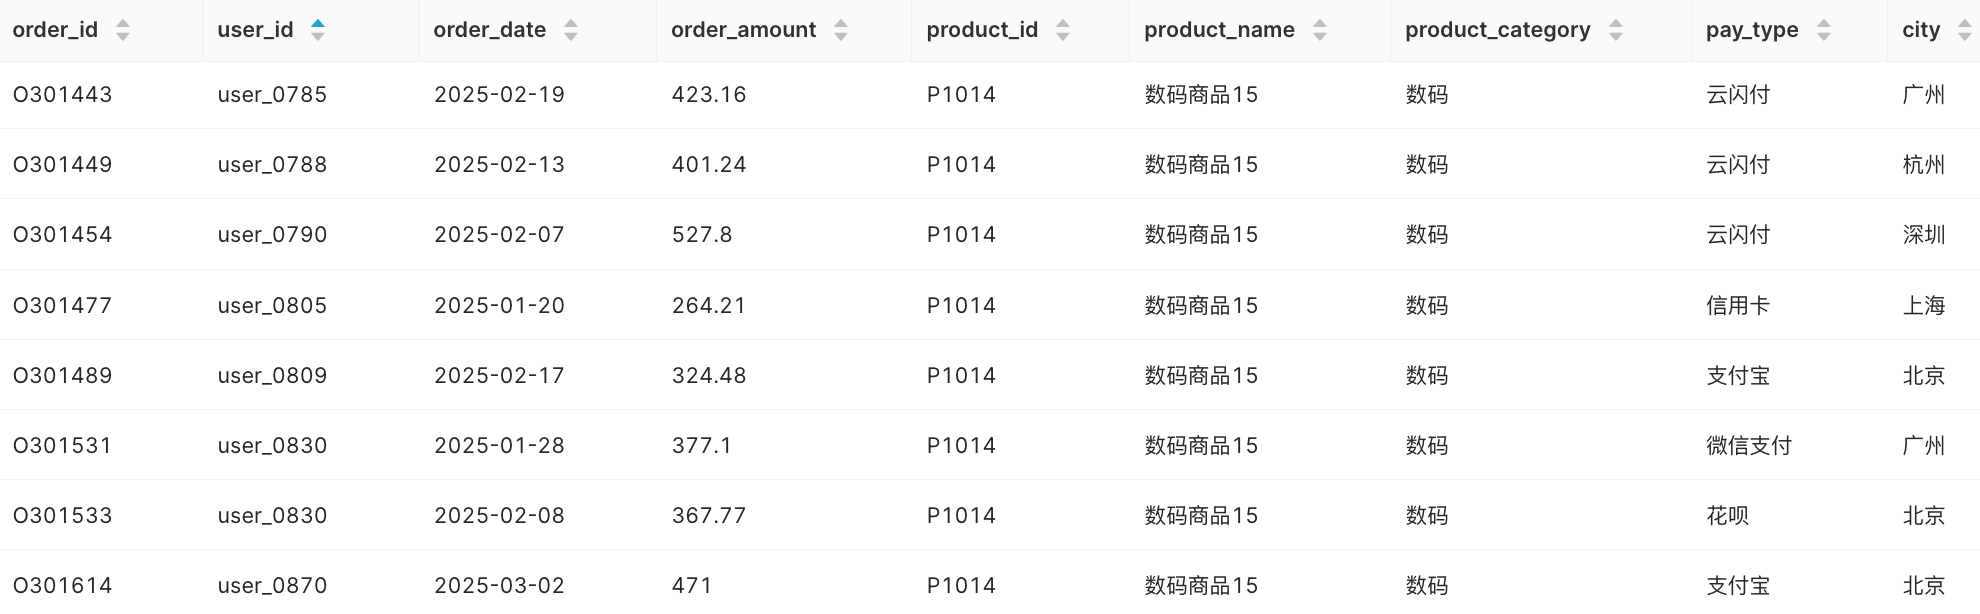 order_id user_id order_date order_amount product_id product_name product_category pay_type city
O301443 user_0785 2025-02-19 423.16 P1014 数码商品15 数码 云闪付 广州
O301449 user_0788 2025-02-13 401.24 P1014 数码商品15 数码 云闪付 杭州
O301454 user_0790 2025-02-07 527.8 P1014 数码商品15 数码 云闪付 深圳
O301477 user_0805 2025-01-20 264.21 P1014 数码商品15 数码 信用卡 上海
O301489 user_0809 2025-02-17 324.48 P1014 数码商品15 数码 支付宝 北京
O301531 user_0830 2025-01-28 377.1 P1014 数码商品15 数码 微信支付 广州
O301533 user_0830 2025-02-08 367.77 P1014 数码商品15 数码 花呗 北京
O301614 user_0870 2025-03-02 471 P1014 数码商品15 数码 支付宝 北京